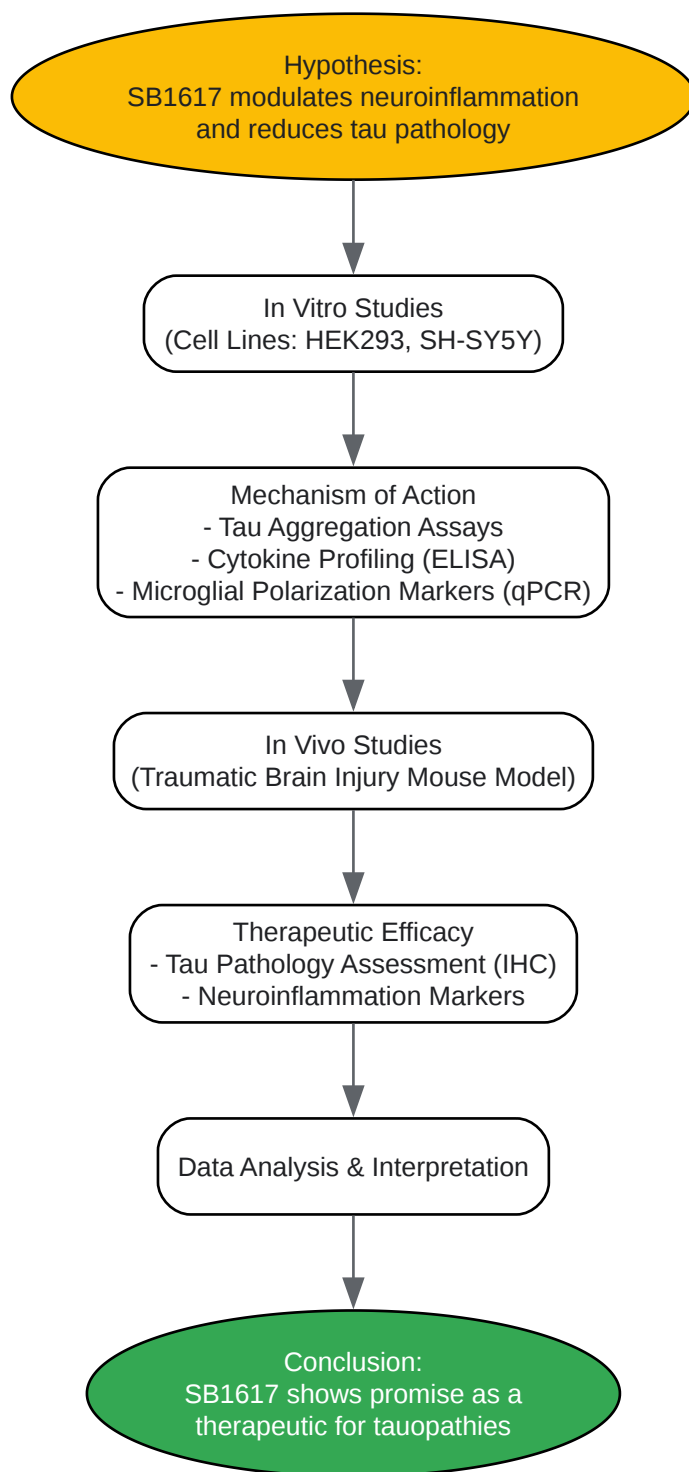 Hypothesis:
SB1617 modulates neuroinflammation
and reduces tau pathology
In Vitro Studies
(Cell Lines: HEK293, SH-SY5Y)
Mechanism of Action
- Tau Aggregation Assays
- Cytokine Profiling (ELISA)
- Microglial Polarization Markers (qPCR)
In Vivo Studies
(Traumatic Brain Injury Mouse Model)
Therapeutic Efficacy
- Tau Pathology Assessment (IHC)
- Neuroinflammation Markers
Data Analysis & Interpretation
Conclusion:
SB1617 shows promise as a
therapeutic for tauopathies